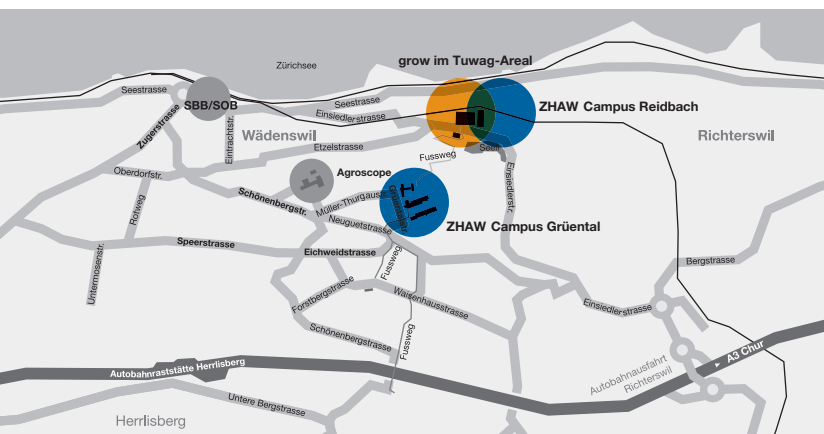 grow im Tuwag-Areal
Zürichsee
Seestrasse
SBB/SOB
Seestrasse
Einsiedlerstrasse
ZHAW Campus Reidbach
Zugerstrasse
Eintrachtstr.
Wädenswil
Richterswil
Etzelstrasse
Fussweg
Seeli
Oberdorfstr.
Agroscope
Einsiedlerstr.
Rotweg
Schönenbergstr.
Müller-Thurgaustr.
Neuguetstrasse
ZHAW Campus Grüental
Speerstrasse
Eichweidstrasse
Untermosenstr.
Fussweg
Bergstrasse
Forstbergstrasse
Waisenhausstrasse
Einsiedlerstrasse
Schönenbergstrasse
Fussweg
Autobahnraststätte Herrlisberg
A3 Chur
Autobahnausfahrt
Richterswil
Untere Bergstrasse
Herrlisberg